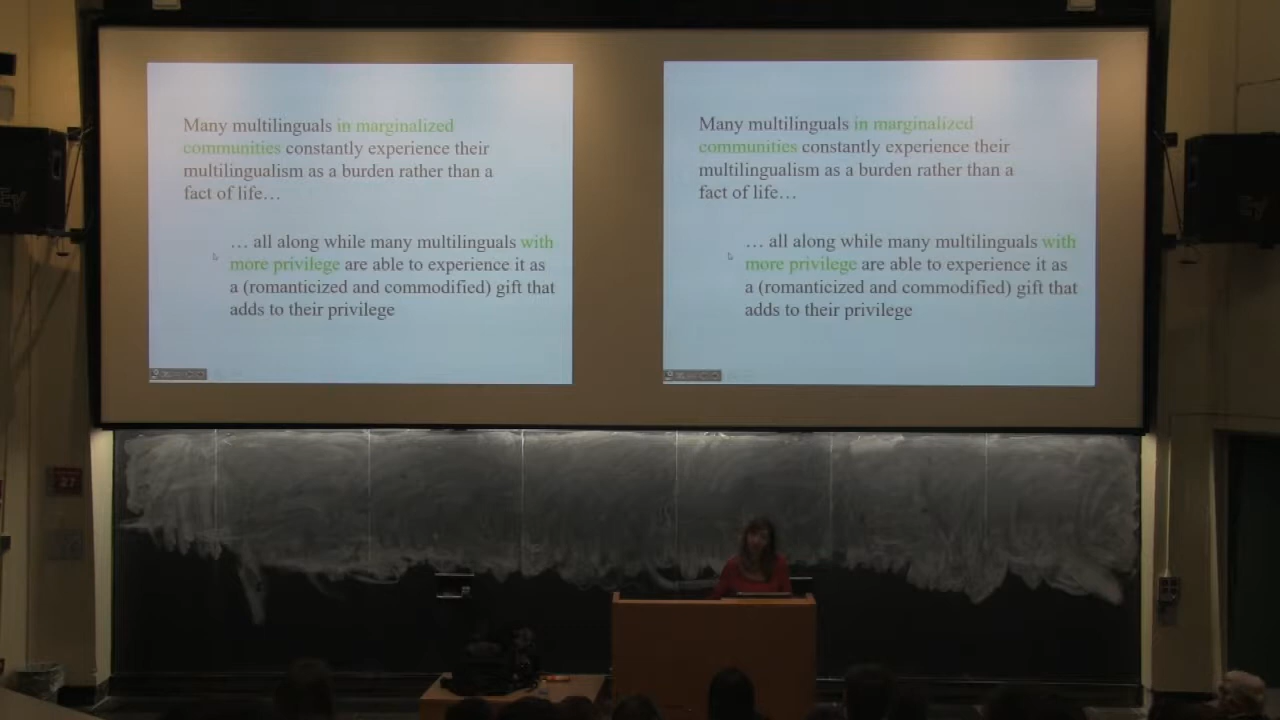 Many multilinguals in marginalized
communities constantly experience their
multilingualism as a burden rather than a
fact of life…
… all along while many multilinguals with
more privilege are able to experience it as
a (romanticized and commodified) gift that
adds to their privilege
Many multilinguals in marginalized
communities constantly experience their
multilingualism as a burden rather than a
fact of life…
… all along while many multilinguals with
more privilege are able to experience it as
a (romanticized and commodified) gift that
adds to their privilege